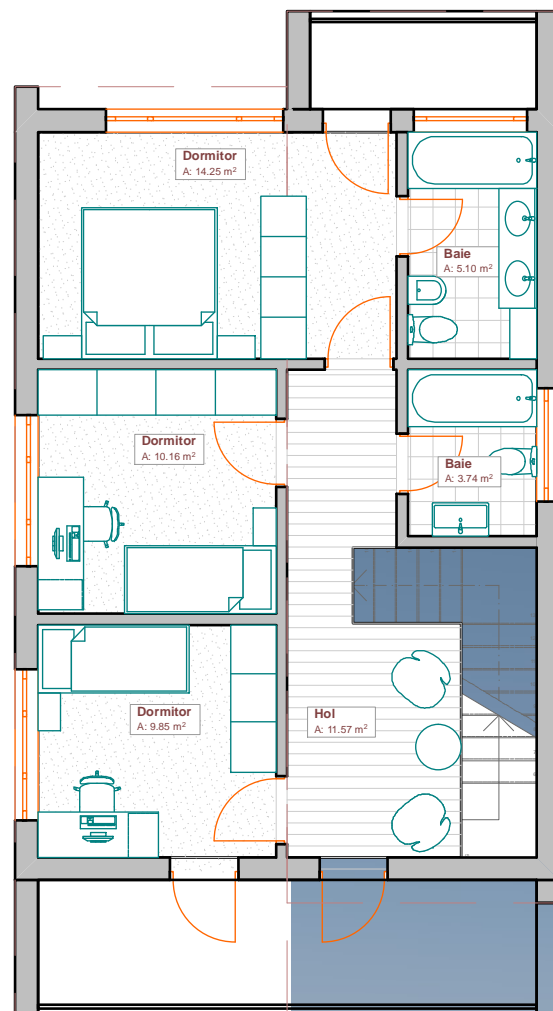 Dormitor
A: 14.25 m²
Baie
A: 5.10 m²
Dormitor
A: 10.16 m²
Baie
A: 3.74 m²
Dormitor
A: 9.85 m²
Hol
A: 11.57 m²